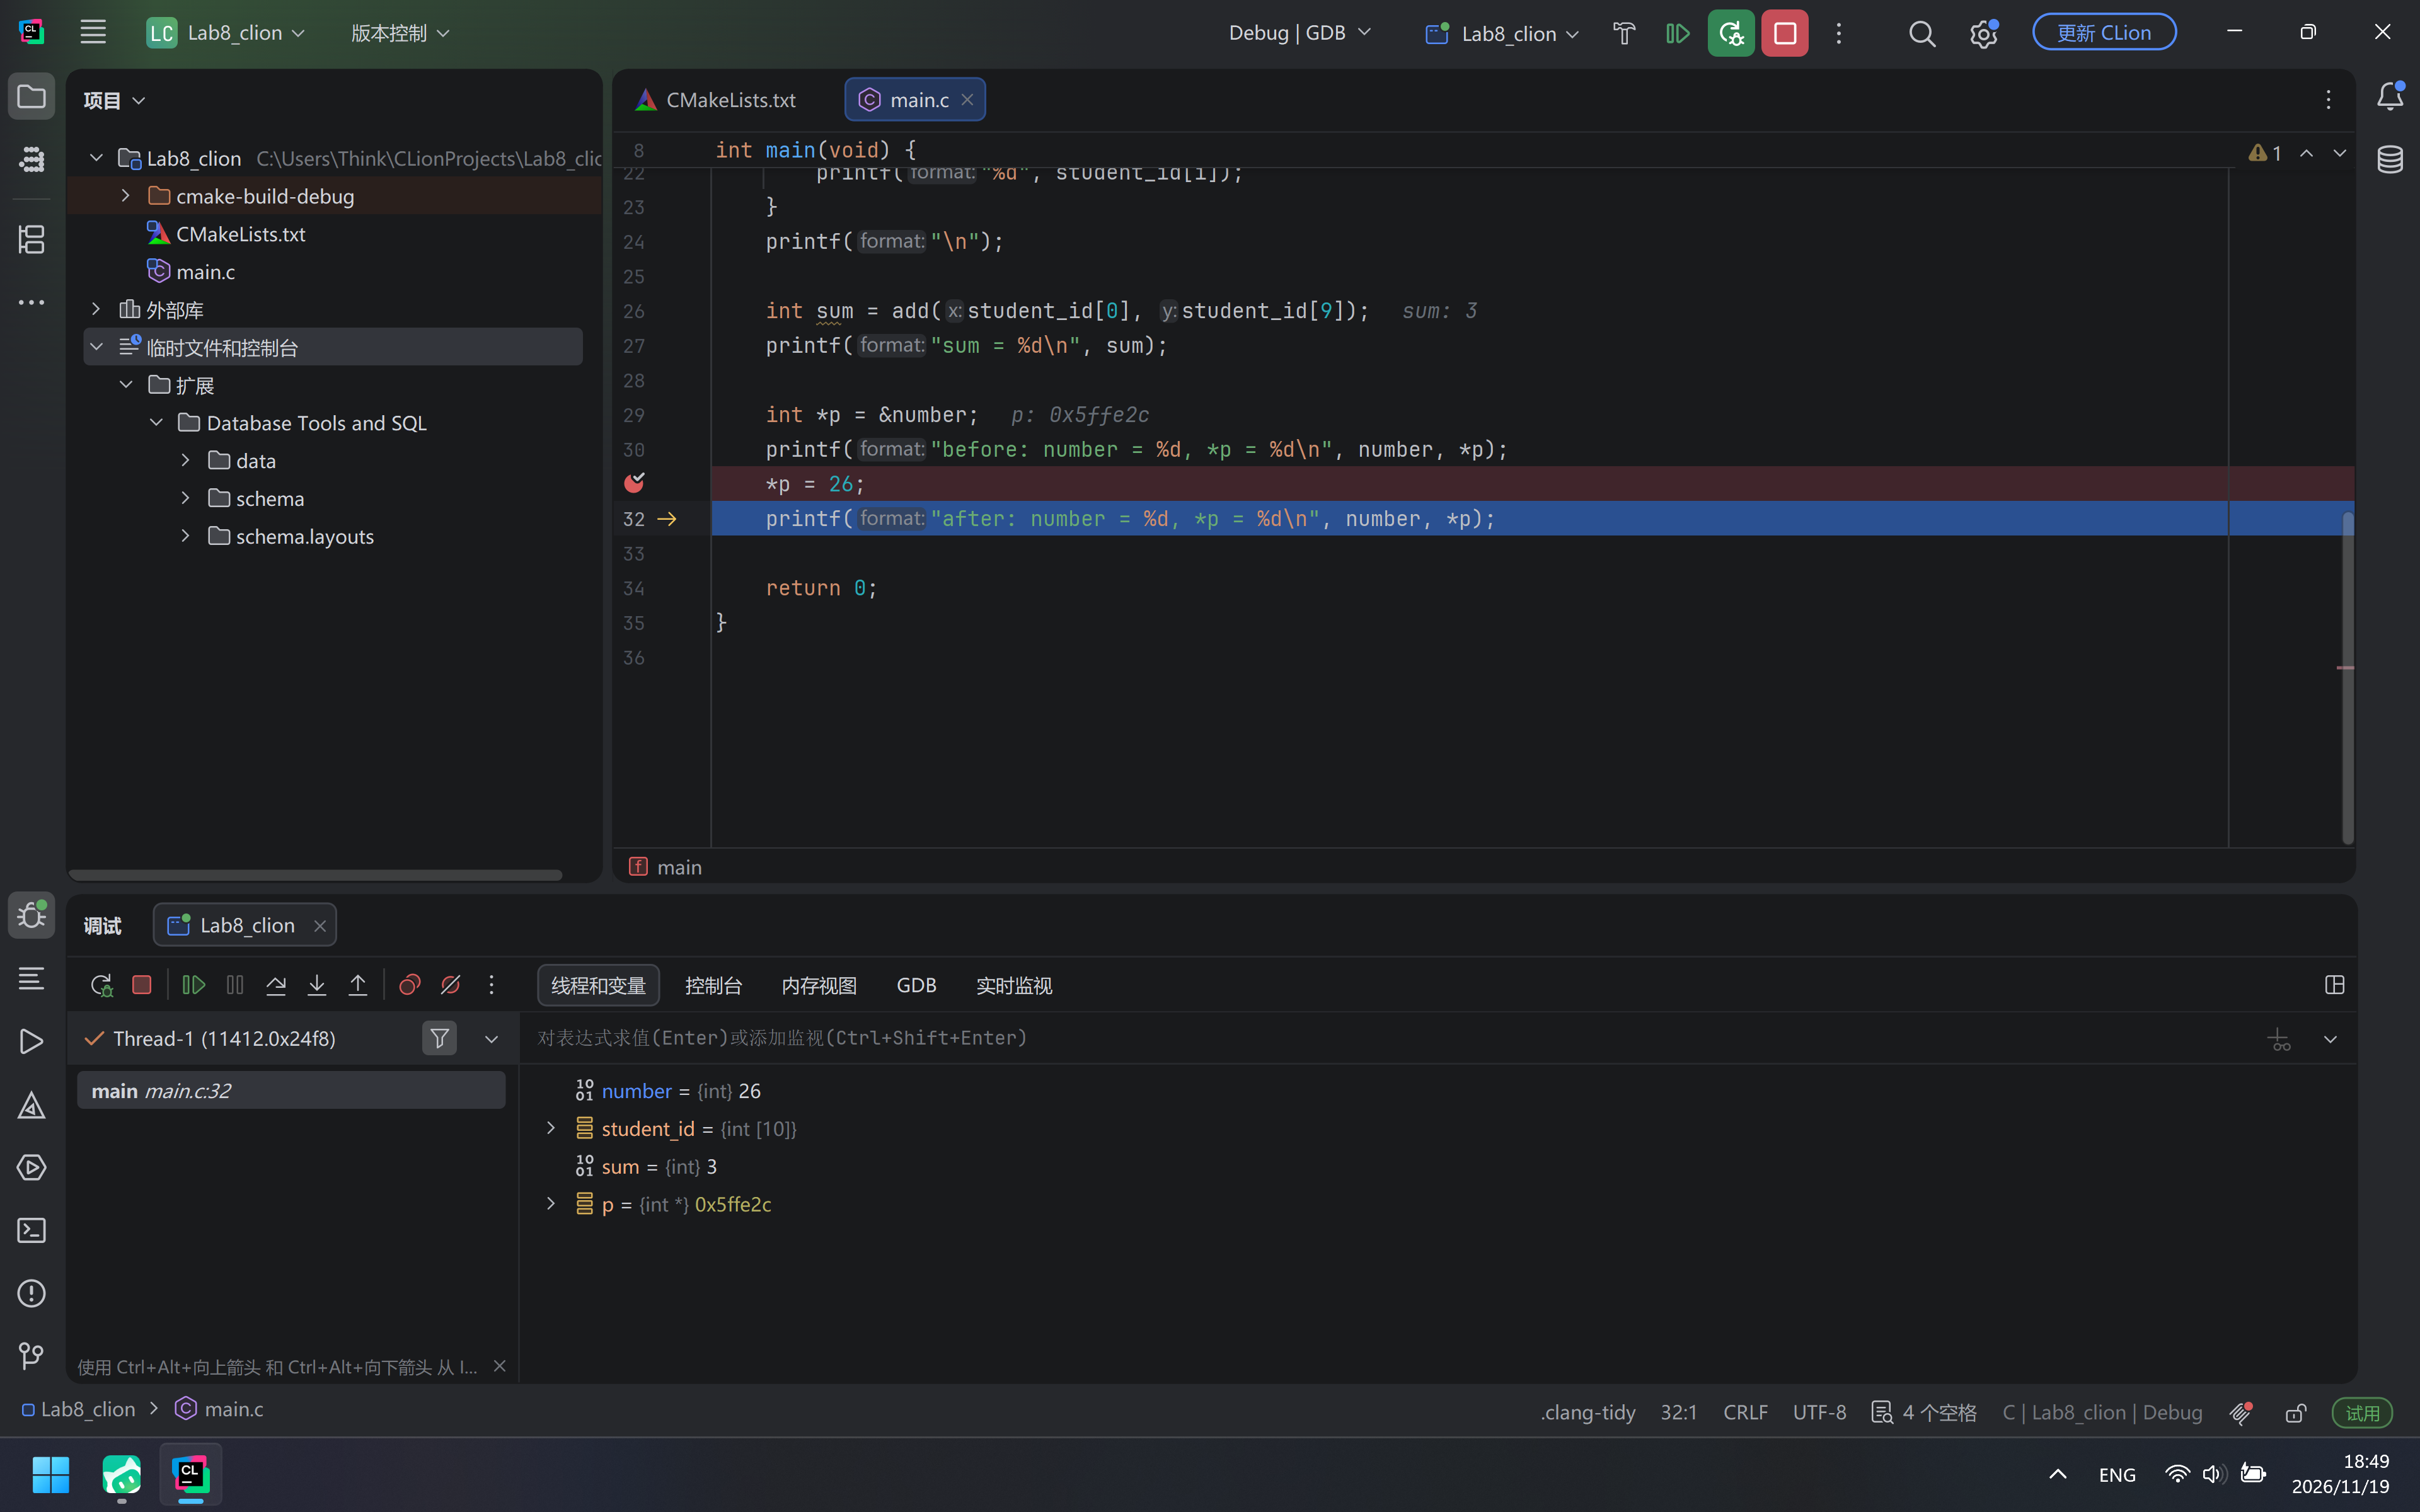 CL
LC Lab8_clion
版本控制
Debug | GDB
Lab8_clion
更新 CLion
项目
Lab8_clion C:\Users\Think\CLionProjects\Lab8_clic
cmake-build-debug
CMakeLists.txt
main.c
外部库
临时文件和控制台
扩展
Database Tools and SQL
data
schema
schema.layouts
CMakeLists.txt
main.c
8 int main(void) {
1
22 printf(format: "%d", student_id[i]);
23 }
24 printf(format: "\n");
25
26 int sum = add(x: student_id[0], y: student_id[9]); sum: 3
27 printf(format: "sum = %d\n", sum);
28
29 int *p = &number; p: 0x5ffe2c
30 printf(format: "before: number = %d, *p = %d\n", number, *p);
*p = 26;
32 printf(format: "after: number = %d, *p = %d\n", number, *p);
33
34 return 0;
35 }
36
f main
调试
Lab8_clion
线程和变量
控制台
内存视图
GDB
实时监视
Thread-1 (11412.0x24f8)
对表达式求值(Enter)或添加监视(Ctrl+Shift+Enter)
main main.c:32
number = {int} 26
student_id = {int [10]}
sum = {int} 3
p = {int *} 0x5ffe2c
使用 Ctrl+Alt+向上箭头 和 Ctrl+Alt+向下箭头 从 I...
Lab8_clion
main.c
.clang-tidy
32:1
CRLF
UTF-8
4 个空格
C | Lab8_clion | Debug
试用
CL
ENG
18:49
2026/11/19